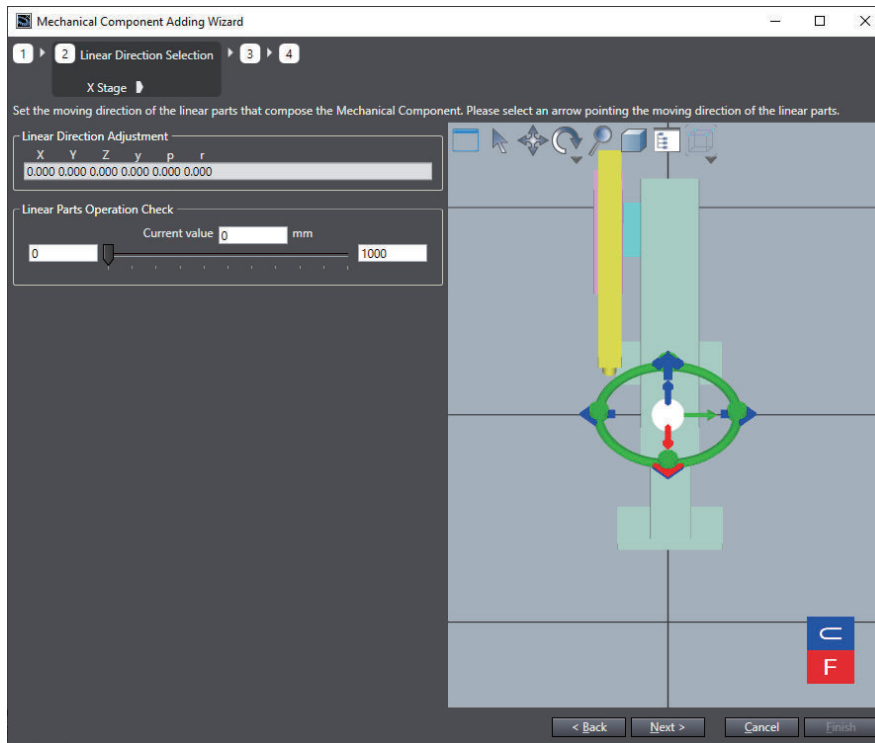 Mechanical Component Adding Wizard
1 2 Linear Direction Selection 3 4
X Stage
Set the moving direction of the linear parts that compose the Mechanical Component. Please select an arrow pointing the moving direction of the linear parts.
Linear Direction Adjustment
X Y Z y p r
0.000 0.000 0.000 0.000 0.000 0.000
Linear Parts Operation Check
Current value 0 mm
0 1000
F
< Back Next > Cancel Finish